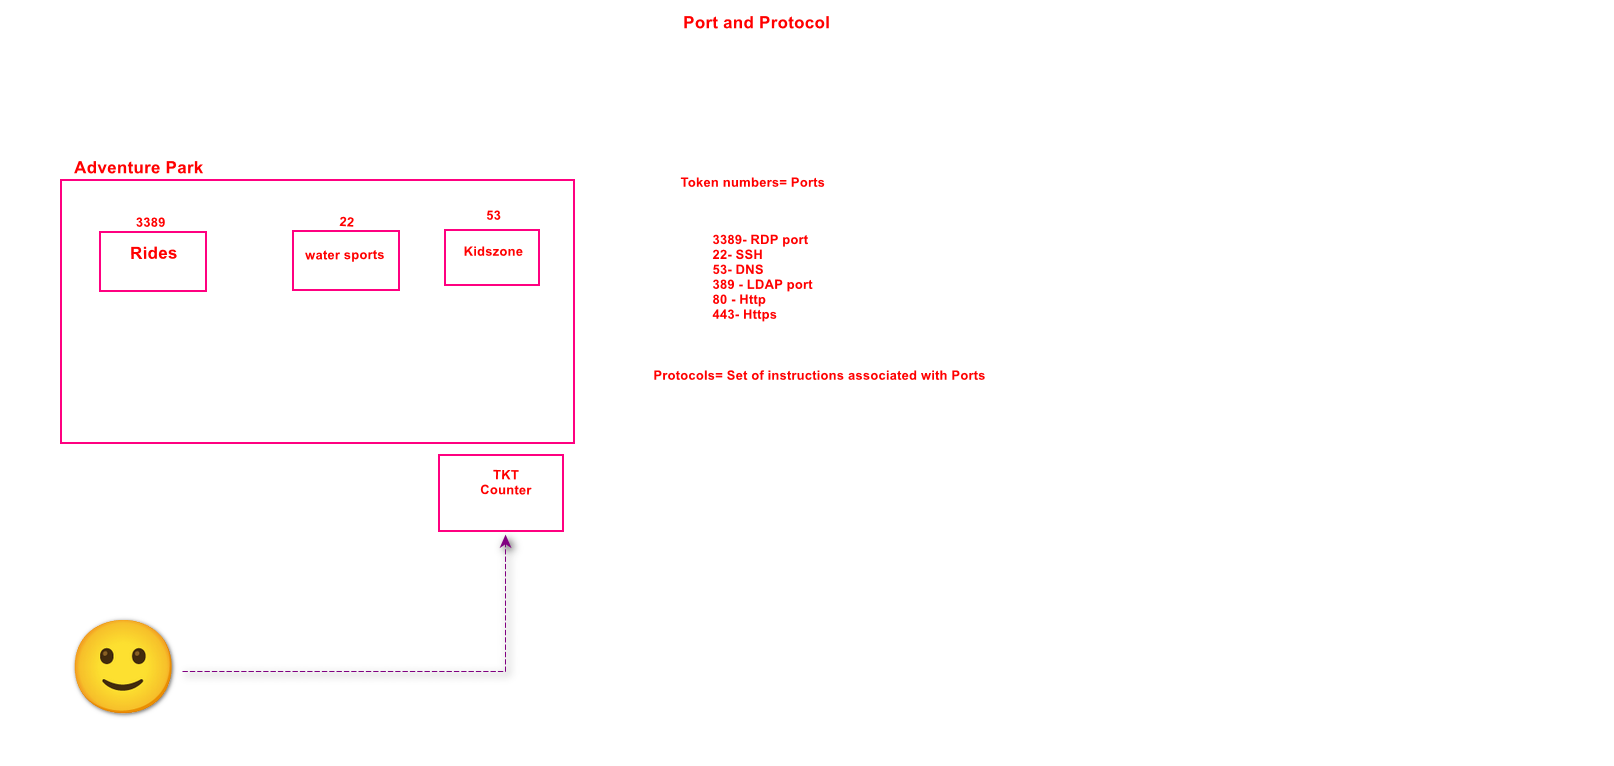 Port and Protocol
Adventure Park
3389
Rides
22
water sports
53
Kidszone
TKT
Counter
Token numbers= Ports
3389- RDP port
22- SSH
53- DNS
389 - LDAP port
80 - Http
443- Https
Protocols= Set of instructions associated with Ports